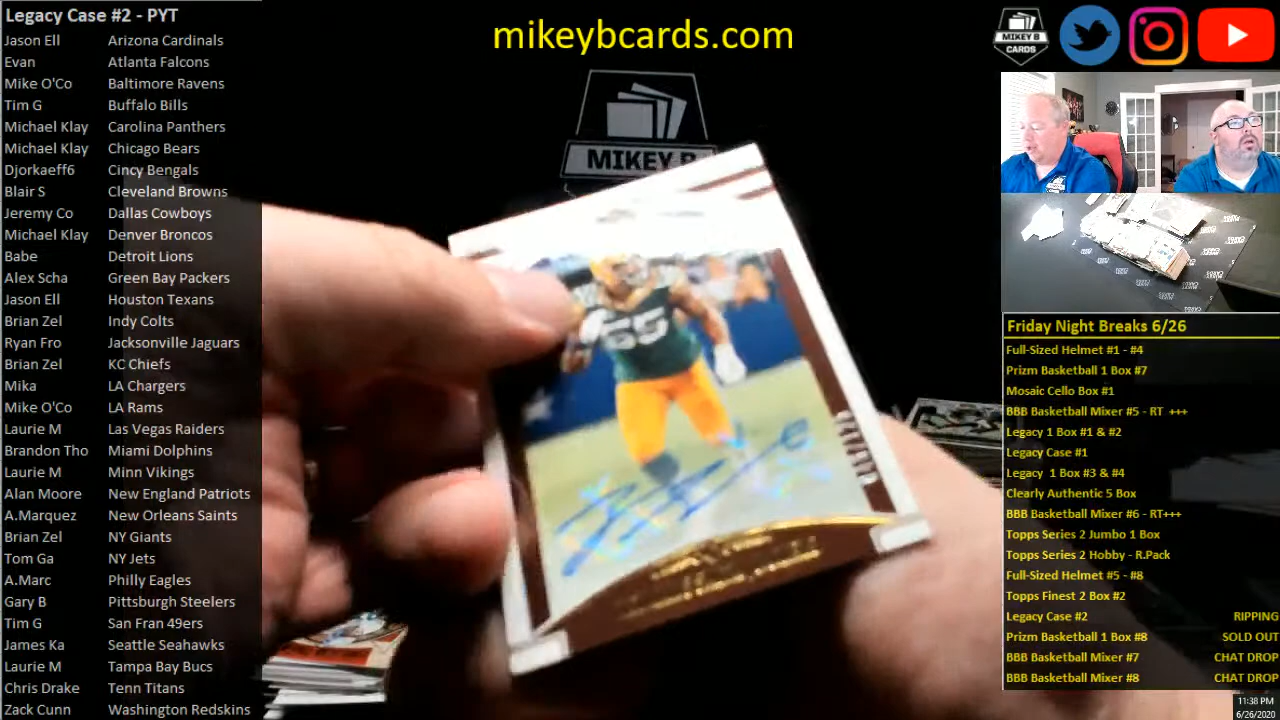 Legacy Case #2 - PYT
Jason Ell Arizona Cardinals
Evan Atlanta Falcons
Mike O'Co Baltimore Ravens
Tim G Buffalo Bills
Michael Klay Carolina Panthers
Michael Klay Chicago Bears
Djorkaeff6 Cincy Bengals
Blair S Cleveland Browns
Jeremy Co Dallas Cowboys
Michael Klay Denver Broncos
Babe Detroit Lions
Alex Scha Green Bay Packers
Jason Ell Houston Texans
Brian Zel Indy Colts
Ryan Fro Jacksonville Jaguars
Brian Zel KC Chiefs
Mika LA Chargers
Mike O'Co LA Rams
Laurie M Las Vegas Raiders
Brandon Tho Miami Dolphins
Laurie M Minn Vikings
Alan Moore New England Patriots
A.Marquez New Orleans Saints
Brian Zel NY Giants
Tom Ga NY Jets
A.Marc Philly Eagles
Gary B Pittsburgh Steelers
Tim G San Fran 49ers
James Ka Seattle Seahawks
Laurie M Tampa Bay Bucs
Chris Drake Tenn Titans
Zack Cunn Washington Redskins
mikeybcards.com
MIKEY B
55
MIKEY B
CARDS
Friday Night Breaks 6/26
Full-Sized Helmet #1 - #4
Prizm Basketball 1 Box #7
Mosaic Cello Box #1
BBB Basketball Mixer #5 - RT +++
Legacy 1 Box #1 & #2
Legacy Case #1
Legacy 1 Box #3 & #4
Clearly Authentic 5 Box
BBB Basketball Mixer #6 - RT+++
Topps Series 2 Jumbo 1 Box
Topps Series 2 Hobby - R.Pack
Full-Sized Helmet #5 - #8
Topps Finest 2 Box #2
Legacy Case #2 RIPPING
Prizm Basketball 1 Box #8 SOLD OUT
BBB Basketball Mixer #7 CHAT DROP
BBB Basketball Mixer #8 CHAT DROP
11:38 PM
6/26/2020